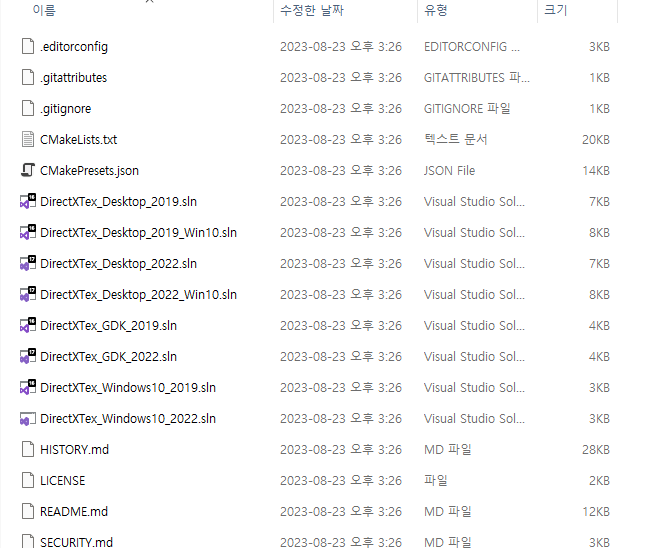 이름 수정한 날짜 유형 크기
.editorconfig 2023-08-23 오후 3:26 EDITORCONFIG ... 3KB
.gitattributes 2023-08-23 오후 3:26 GITATTRIBUTES 파... 1KB
.gitignore 2023-08-23 오후 3:26 GITIGNORE 파일 1KB
CMakeLists.txt 2023-08-23 오후 3:26 텍스트 문서 20KB
CMakePresets.json 2023-08-23 오후 3:26 JSON File 14KB
DirectXTex_Desktop_2019.sln 2023-08-23 오후 3:26 Visual Studio Sol... 7KB
DirectXTex_Desktop_2019_Win10.sln 2023-08-23 오후 3:26 Visual Studio Sol... 8KB
DirectXTex_Desktop_2022.sln 2023-08-23 오후 3:26 Visual Studio Sol... 7KB
DirectXTex_Desktop_2022_Win10.sln 2023-08-23 오후 3:26 Visual Studio Sol... 8KB
DirectXTex_GDK_2019.sln 2023-08-23 오후 3:26 Visual Studio Sol... 4KB
DirectXTex_GDK_2022.sln 2023-08-23 오후 3:26 Visual Studio Sol... 4KB
DirectXTex_Windows10_2019.sln 2023-08-23 오후 3:26 Visual Studio Sol... 3KB
DirectXTex_Windows10_2022.sln 2023-08-23 오후 3:26 Visual Studio Sol... 3KB
HISTORY.md 2023-08-23 오후 3:26 MD 파일 28KB
LICENSE 2023-08-23 오후 3:26 파일 2KB
README.md 2023-08-23 오후 3:26 MD 파일 12KB
SECURITY.md 2023-08-23 오후 3:26 MD 파일 3KB